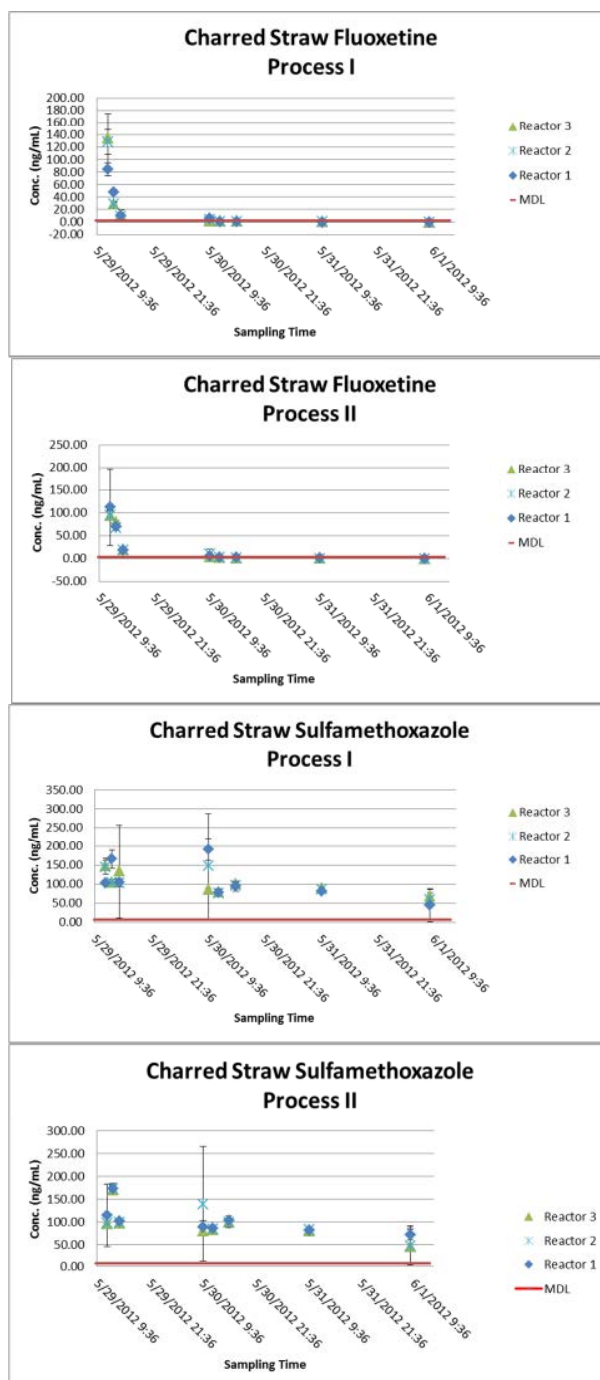 Charred Straw Fluoxetine
Process I
200.00
180.00
160.00
140.00
120.00
100.00
80.00
60.00
40.00
20.00
0.00
-20.00
Conc. (ng/mL)
Reactor 3
Reactor 2
Reactor 1
MDL
5/29/2012 9:36
5/29/2012 21:36
5/30/2012 9:36
5/30/2012 21:36
5/31/2012 9:36
5/31/2012 21:36
6/1/2012 9:36
Sampling Time
Charred Straw Fluoxetine
Process II
250.00
200.00
150.00
100.00
50.00
0.00
-50.00
Conc. (ng/mL)
Reactor 3
Reactor 2
Reactor 1
MDL
5/29/2012 9:36
5/29/2012 21:36
5/30/2012 9:36
5/30/2012 21:36
5/31/2012 9:36
5/31/2012 21:36
6/1/2012 9:36
Sampling Time
Charred Straw Sulfamethoxazole
Process I
350.00
300.00
250.00
200.00
150.00
100.00
50.00
0.00
Conc. (ng/mL)
Reactor 3
Reactor 2
Reactor 1
MDL
5/29/2012 9:36
5/29/2012 21:36
5/30/2012 9:36
5/30/2012 21:36
5/31/2012 9:36
5/31/2012 21:36
6/1/2012 9:36
Sampling Time
Charred Straw Sulfamethoxazole
Process II
300.00
250.00
200.00
150.00
100.00
50.00
0.00
Conc. (ng/mL)
Reactor 3
Reactor 2
Reactor 1
MDL
5/29/2012 9:36
5/29/2012 21:36
5/30/2012 9:36
5/30/2012 21:36
5/31/2012 9:36
5/31/2012 21:36
6/1/2012 9:36
Sampling Time